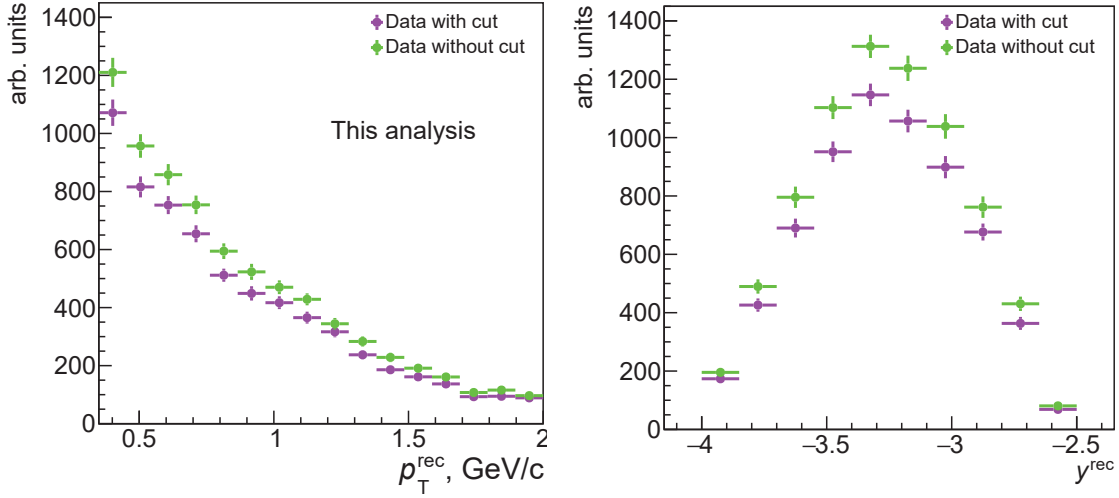 arb. units
1400
1200
1000
800
600
400
200
0
Data with cut
Data without cut
This analysis
0.5 1 1.5 2
p_T^rec, GeV/c
arb. units
1400
1200
1000
800
600
400
200
0
Data with cut
Data without cut
−4 −3.5 −3 −2.5
y^rec